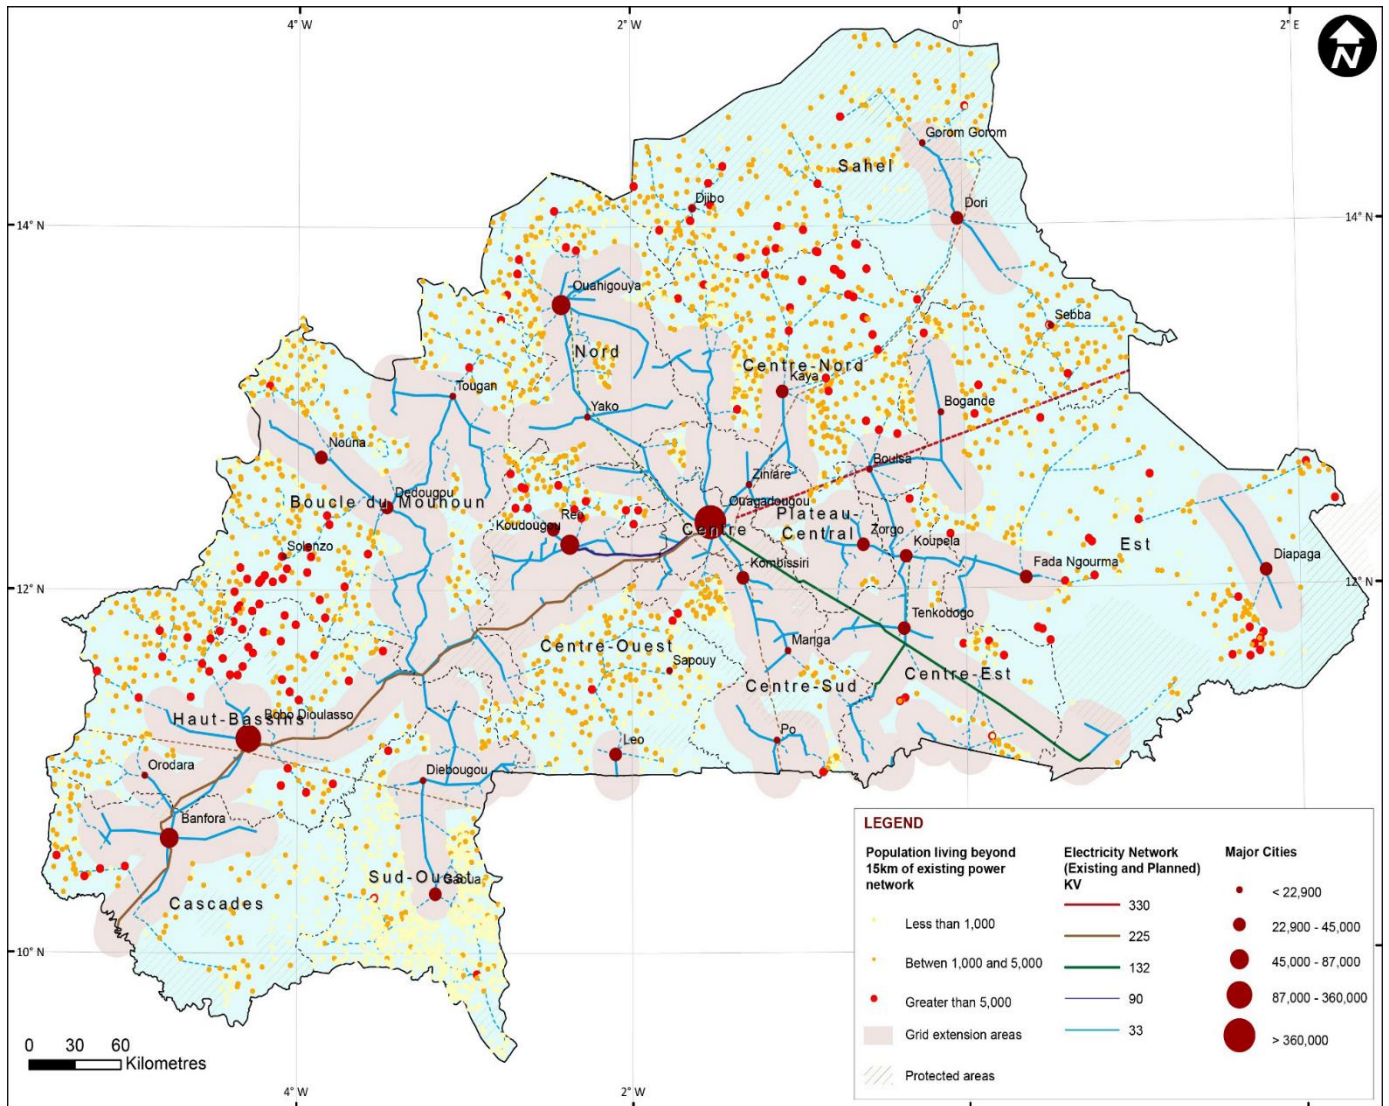 4° W
2° W
0°
2° E
N
Gorom Gorom
Sahel
Djibo
Dori
14° N
14° N
Ouahigouya
Sebba
Nord
Centre-Nord
Kaya
Tougan
Yako
Bogande
Nouna
Boulsa
Ziniare
Dedougou
Boucle du Mouhoun
Ouagadougou
Reo
Plateau-
Koudougou
Centre
Central
Zorgo
Koupela
Est
Solenzo
Fada Ngourma
Diapaga
Kombissiri
12° N
12° N
Tenkodogo
Manga
Centre-Ouest
Sapouy
Centre-Est
Centre-Sud
Bobo Dioulasso
Haut-Bassins
Po
Leo
Orodara
Diebougou
Banfora
Sud-Ouest
Gaoua
Cascades
10° N
LEGEND
Population living beyond
15km of existing power
network
Less than 1,000
Betwen 1,000 and 5,000
Greater than 5,000
Grid extension areas
Protected areas
Electricity Network
(Existing and Planned)
KV
330
225
132
90
33
Major Cities
< 22,900
22,900 - 45,000
45,000 - 87,000
87,000 - 360,000
> 360,000
0 30 60
Kilometres
4° W
2° W
0°